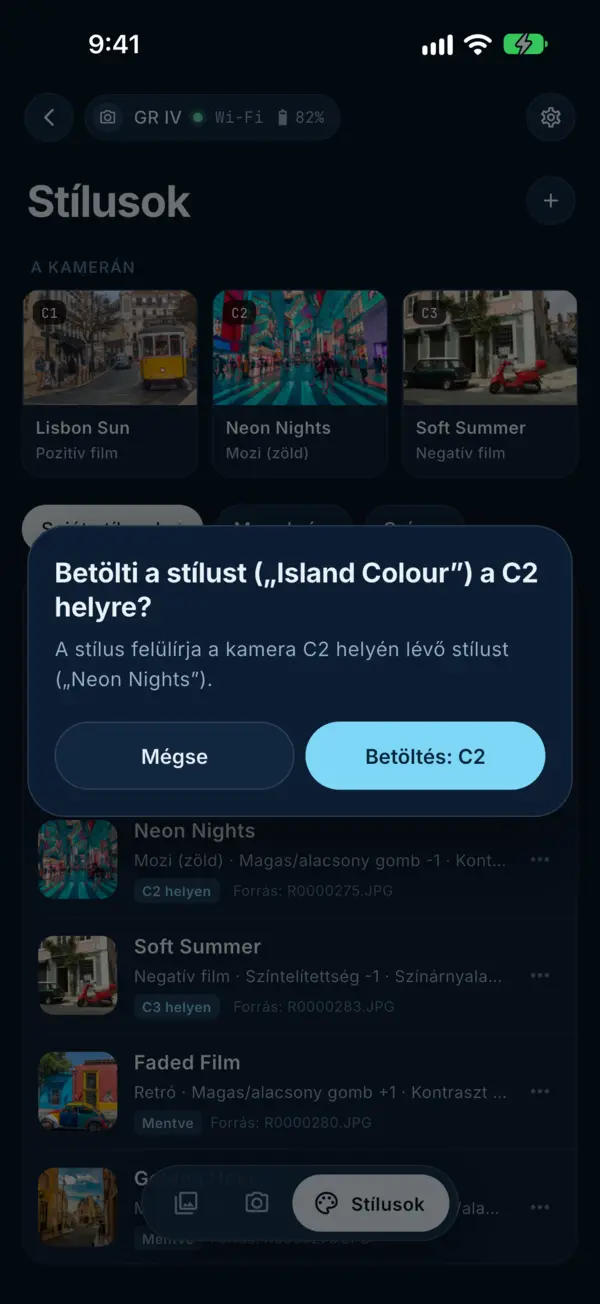 9:41
GR IV Wi-Fi 82%
Stílusok
A KAMERÁN
C1
C2
C3
Lisbon Sun
Neon Nights
Soft Summer
Pozitív film
Mozi (zöld)
Negatív film
Betölti a stílust („Island Colour”) a C2
helyre?
A stílus felülírja a kamera C2 helyén lévő stílust
(„Neon Nights”).
Mégse
Betöltés: C2
Neon Nights
Mozi (zöld) · Magas/alacsony gomb -1 · Kont...
C2 helyen Forrás: R0000275.JPG
Soft Summer
Negatív film · Színtelítettség -1 · Színárnyala...
C3 helyen Forrás: R0000283.JPG
Faded Film
Retró · Magas/alacsony gomb +1 · Kontraszt ...
Mentve Forrás: R0000280.JPG
Stílusok
Mentve